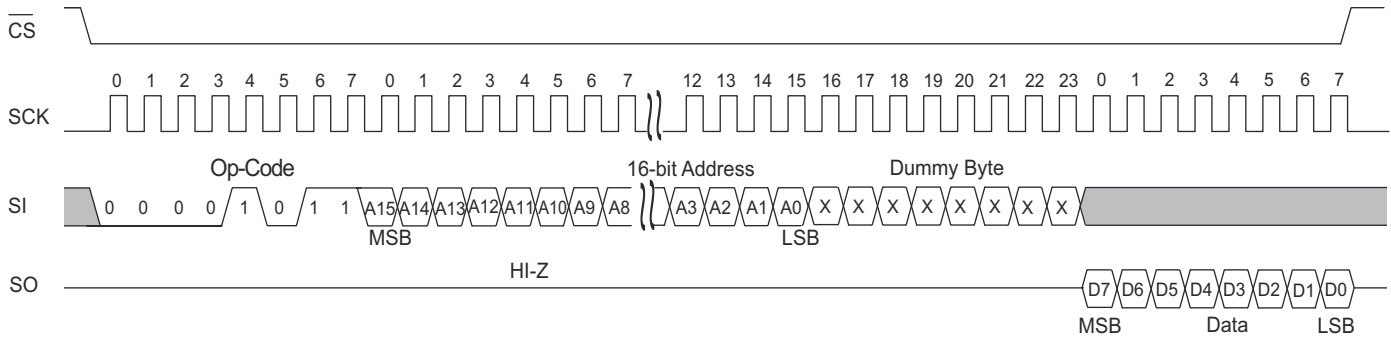 CS
0 1 2 3 4 5 6 7 0 1 2 3 4 5 6 7 12 13 14 15 16 17 18 19 20 21 22 23 0 1 2 3 4 5 6 7
SCK
Op-Code 16-bit Address Dummy Byte
SI 0 0 0 0 1 0 1 1 A15 A14 A13 A12 A11 A10 A9 A8 A3 A2 A1 A0 X X X X X X X X
MSB LSB
HI-Z
SO D7 D6 D5 D4 D3 D2 D1 D0
MSB Data LSB